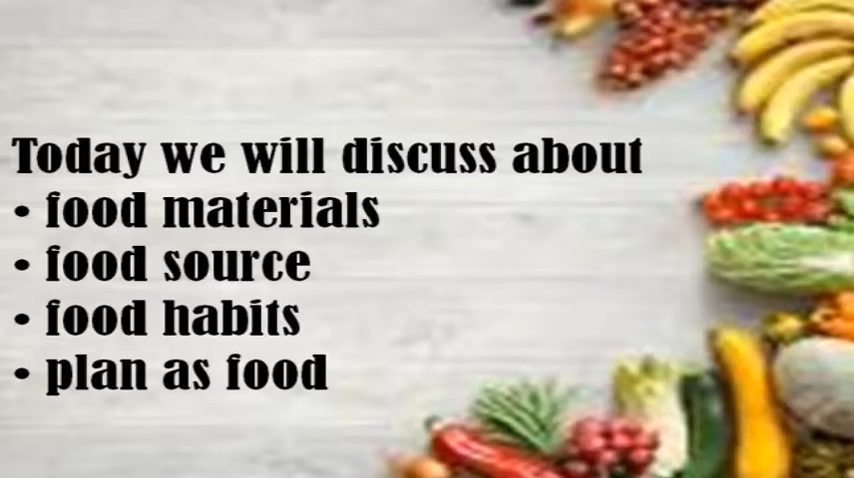 Today we will discuss about
• food materials
• food source
• food habits
• plan as food